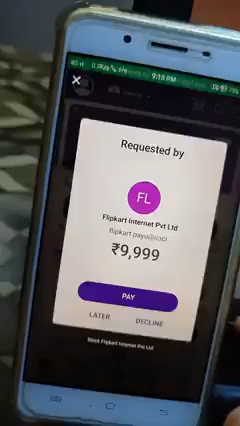 9:18 PM
Requested by
FL
Flipkart Internet Pvt Ltd
flipkart.payu@icici
₹9,999
PAY
LATER
DECLINE
Block Flipkart Internet Pvt Ltd